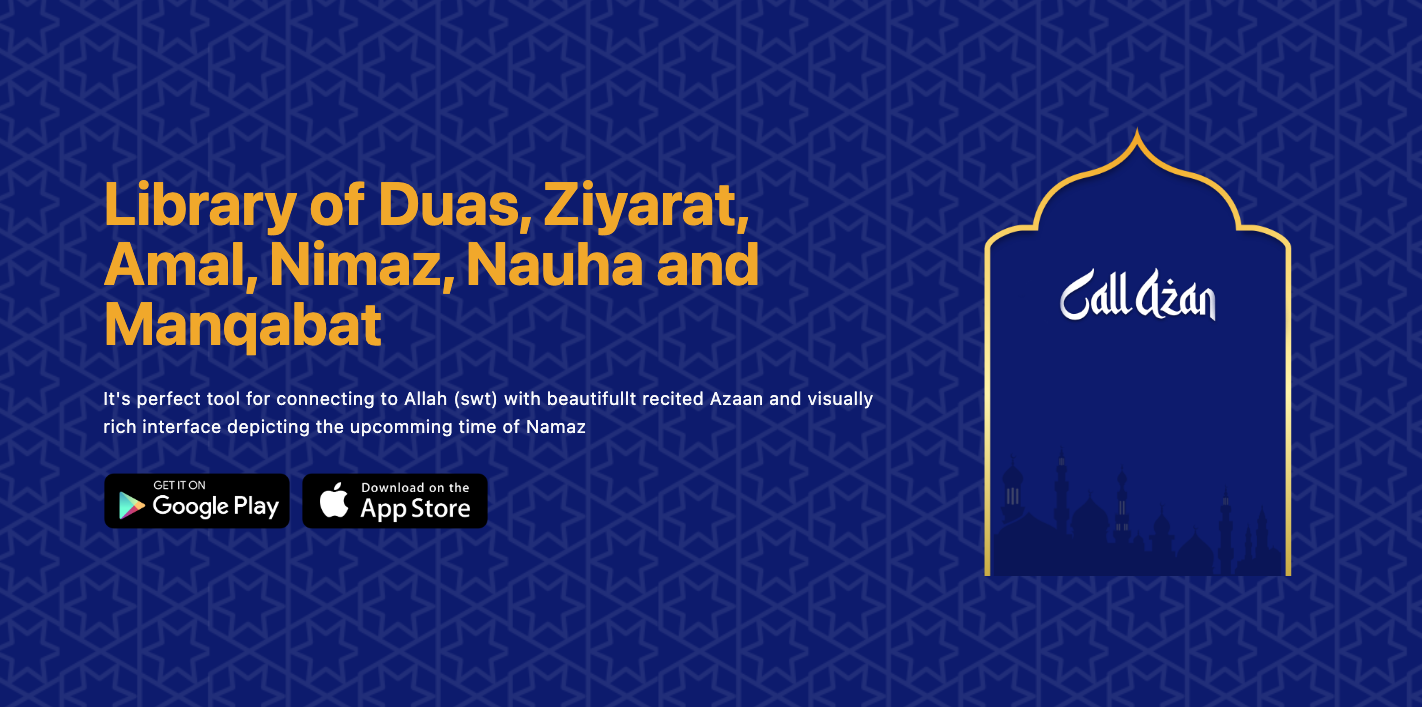 Library of Duas, Ziyarat,
Amal, Nimaz, Nauha and
Manqabat
It's perfect tool for connecting to Allah (swt) with beautifullt recited Azaan and visually
rich interface depicting the upcomming time of Namaz
GET IT ON
Google Play
Download on the
App Store
Call Azan